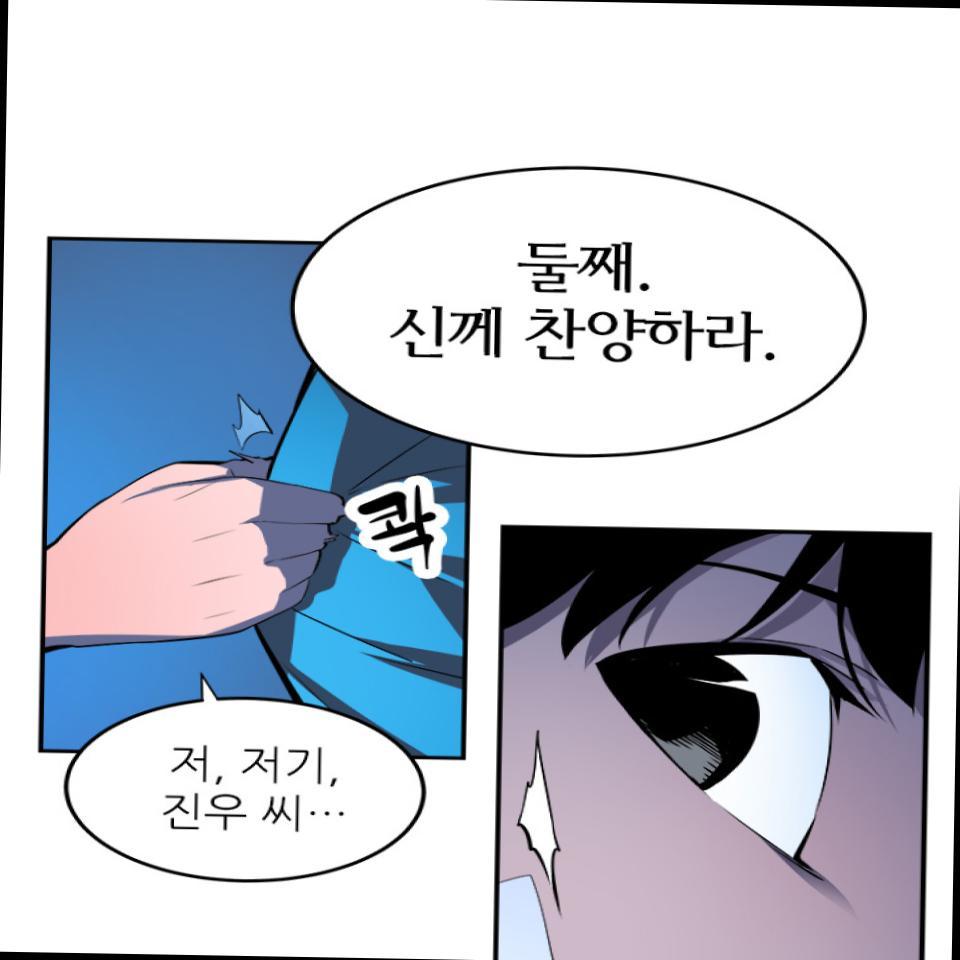 둘째.
신께 찬양하라.
콱
저, 저기,
진우 씨…